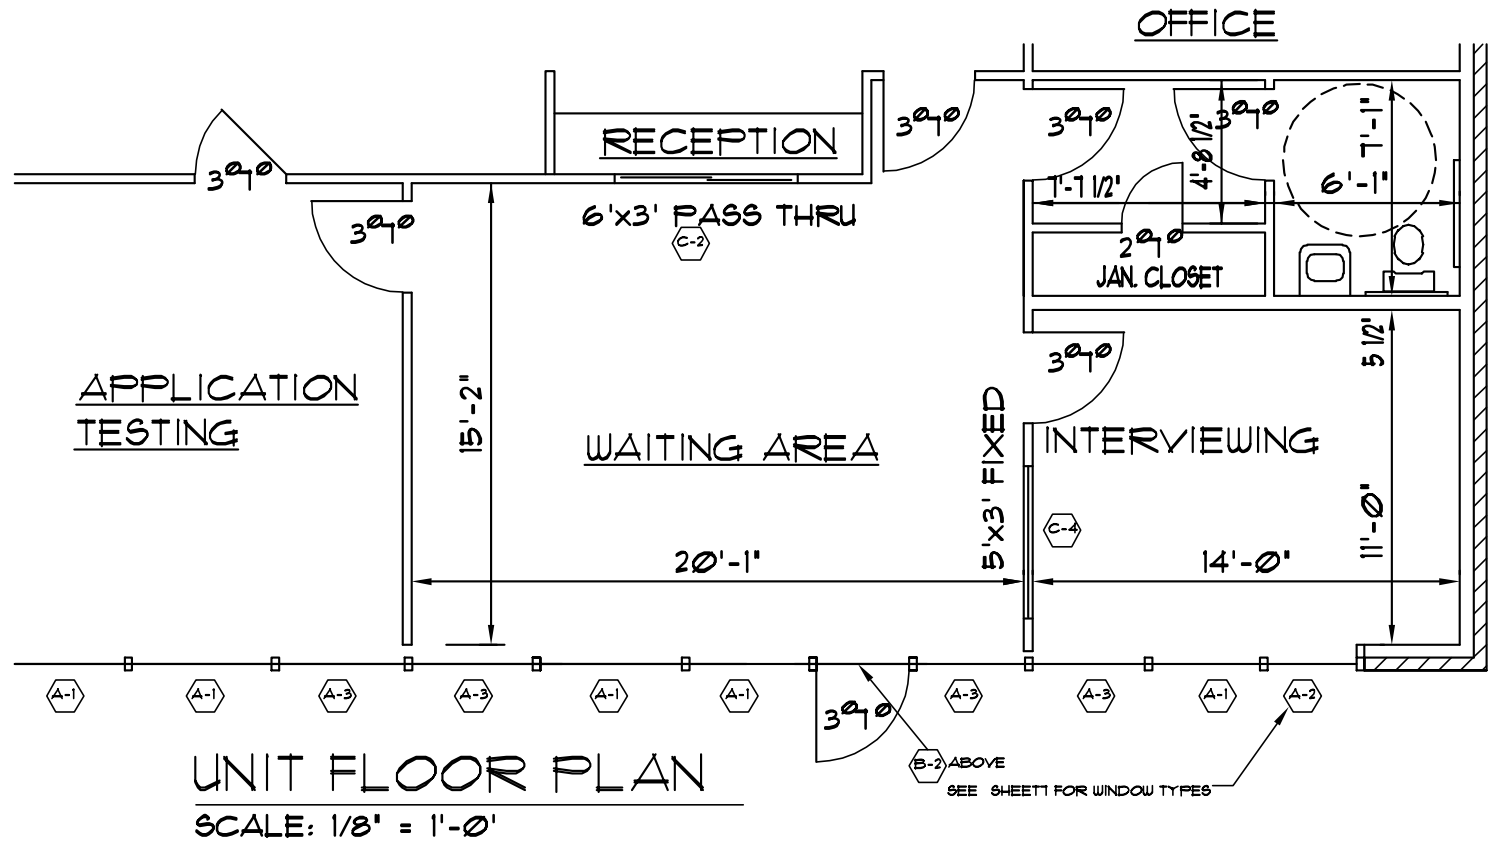 OFFICE
3⁰7⁰
3⁰7⁰
3⁰7⁰
7'-1"
RECEPTION
4'-8 1/2"
3⁰7⁰
7'-7 1/2"
6'-1"
6'x3' PASS THRU
3⁰7⁰
C-2
2⁰7⁰
JAN. CLOSET
5 1/2"
3⁰7⁰
APPLICATION
TESTING
15'-2"
WAITING AREA
5'x3' FIXED
INTERVIEWING
C-4
11'-0"
20'-1"
14'-0"
A-1
A-1
A-3
A-3
A-1
A-1
A-3
A-3
A-1
A-2
3⁰7⁰
B-2 ABOVE
SEE SHEET1 FOR WINDOW TYPES
UNIT FLOOR PLAN
SCALE: 1/8" = 1'-0'